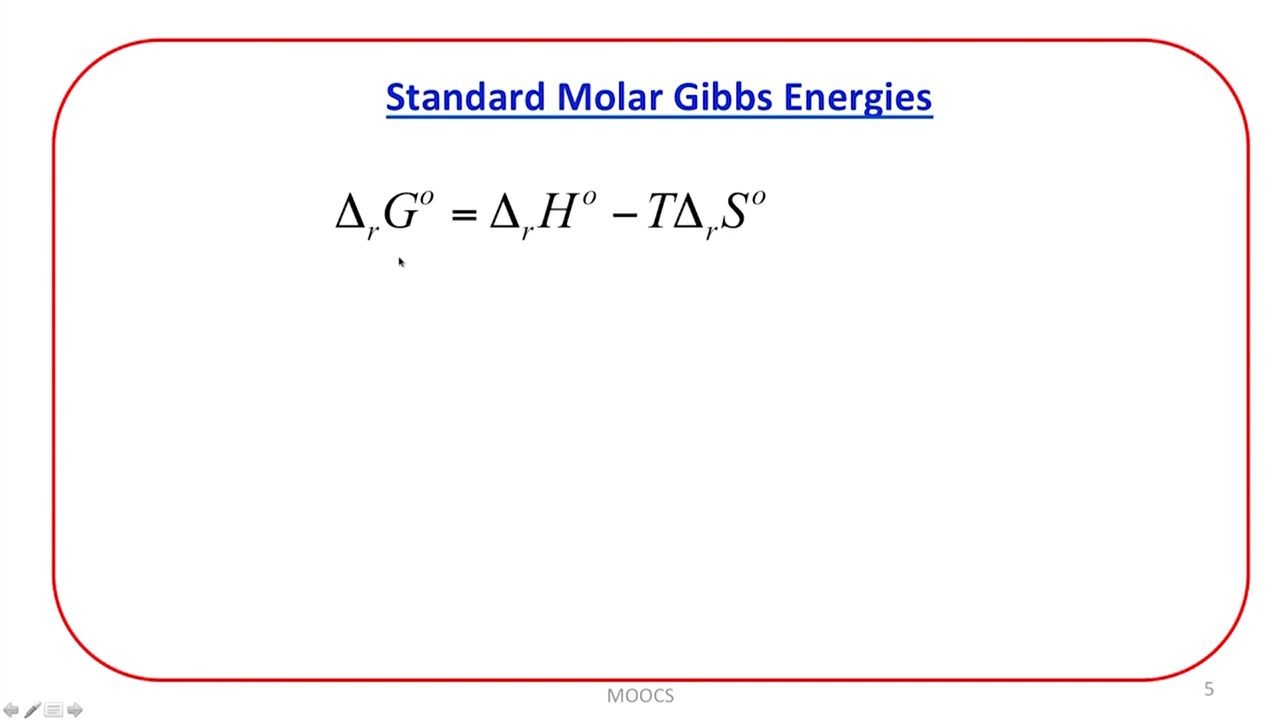 Standard Molar Gibbs Energies
ΔᵣG° = ΔᵣH° − TΔᵣS°
MOOCS
5